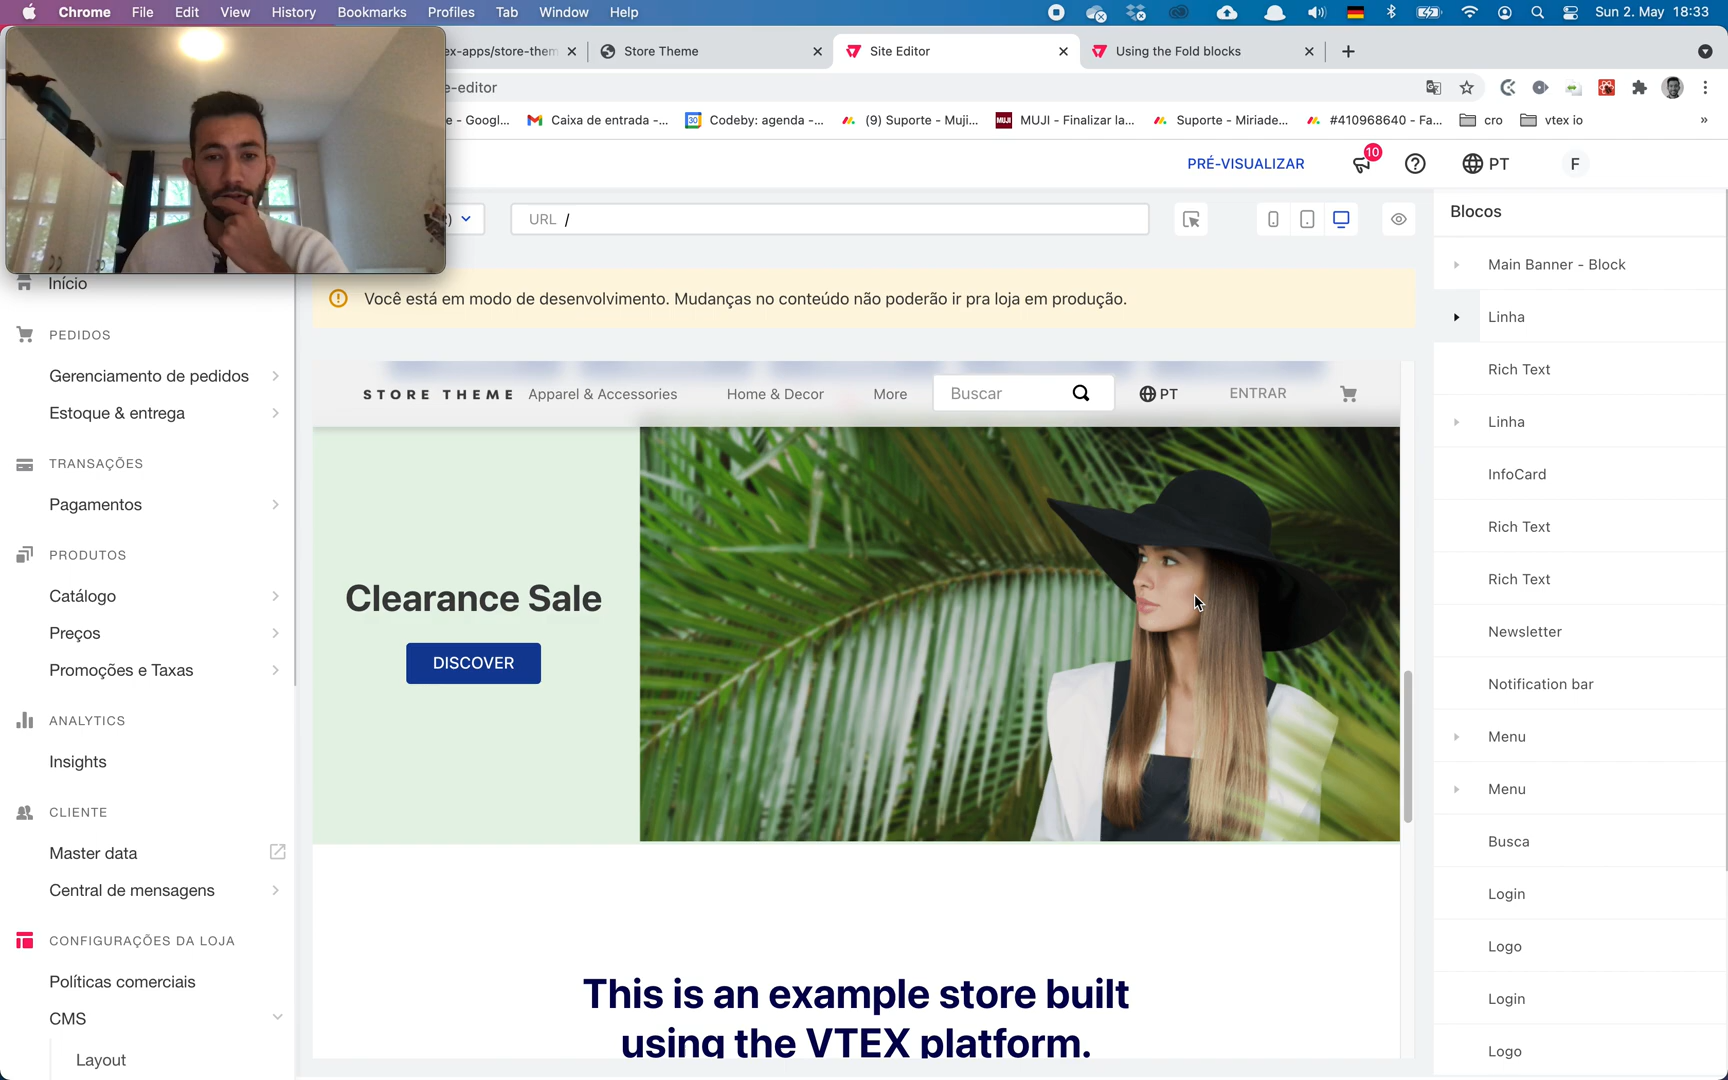 Chrome File Edit View History Bookmarks Profiles Tab Window Help Sun 2. May 18:33
ex-apps/store-them Store Theme Site Editor Using the Fold blocks
e-editor
e - Googl... Caixa de entrada -... 30 Codeby: agenda -... (9) Suporte - Muji... MUJI MUJI - Finalizar la... Suporte - Miriade... #410968640 - Fa... cro vtex io »
PRÉ-VISUALIZAR 10 PT F
) URL /
Blocos
Você está em modo de desenvolvimento. Mudanças no conteúdo não poderão ir pra loja em produção.
Início
PEDIDOS
Gerenciamento de pedidos
Estoque & entrega
TRANSAÇÕES
Pagamentos
PRODUTOS
Catálogo
Preços
Promoções e Taxas
ANALYTICS
Insights
CLIENTE
Master data
Central de mensagens
CONFIGURAÇÕES DA LOJA
Políticas comerciais
CMS
Layout
STORE THEME Apparel & Accessories Home & Decor More Buscar PT ENTRAR
Clearance Sale
DISCOVER
This is an example store built
using the VTEX platform.
Main Banner - Block
Linha
Rich Text
Linha
InfoCard
Rich Text
Rich Text
Newsletter
Notification bar
Menu
Menu
Busca
Login
Logo
Login
Logo